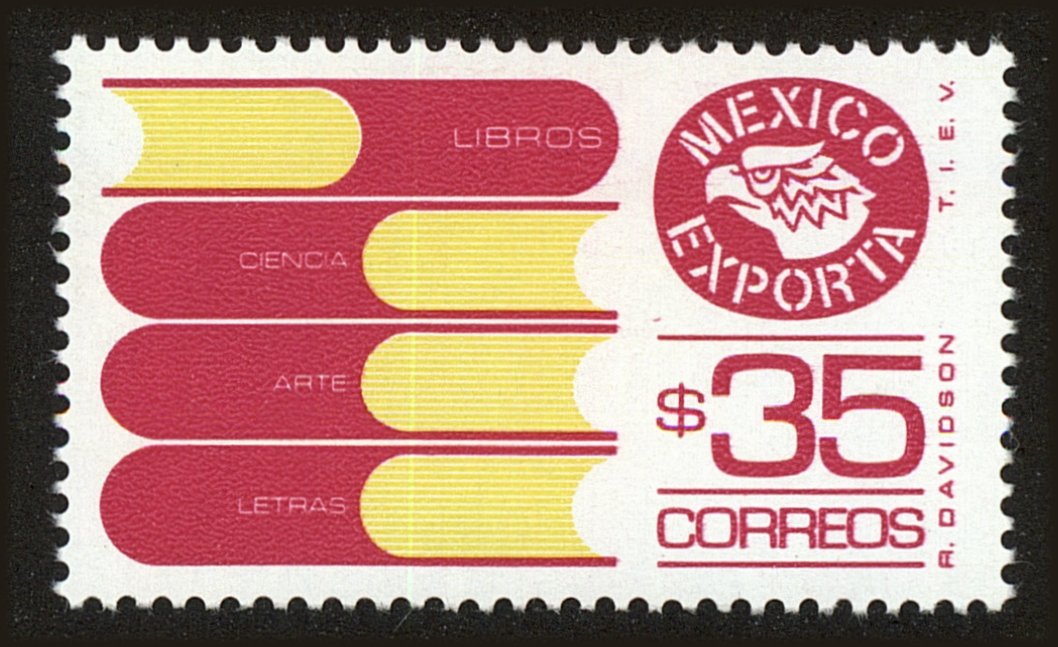 LIBROS
CIENCIA
ARTE
LETRAS
MEXICO
EXPORTA
$35
CORREOS
T. I. E. V.
R. DAVIDSON